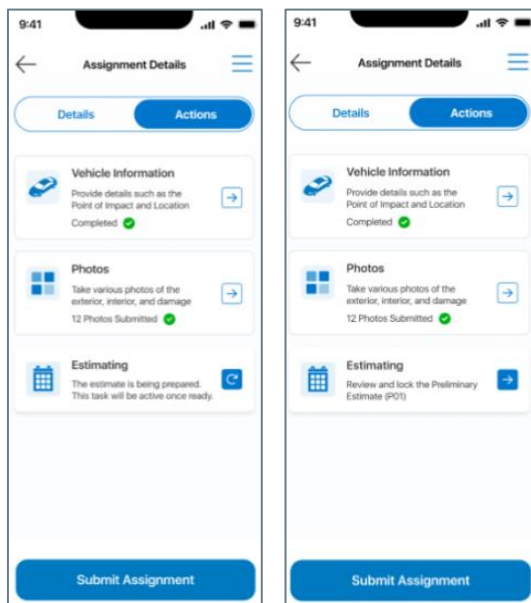 9:41
Assignment Details
Details
Actions
Vehicle Information
Provide details such as the
Point of Impact and Location
Completed
Photos
Take various photos of the
exterior, interior, and damage
12 Photos Submitted
Estimating
The estimate is being prepared.
This task will be active once ready.
Submit Assignment
9:41
Assignment Details
Details
Actions
Vehicle Information
Provide details such as the
Point of Impact and Location
Completed
Photos
Take various photos of the
exterior, interior, and damage
12 Photos Submitted
Estimating
Review and lock the Preliminary
Estimate (P01)
Submit Assignment